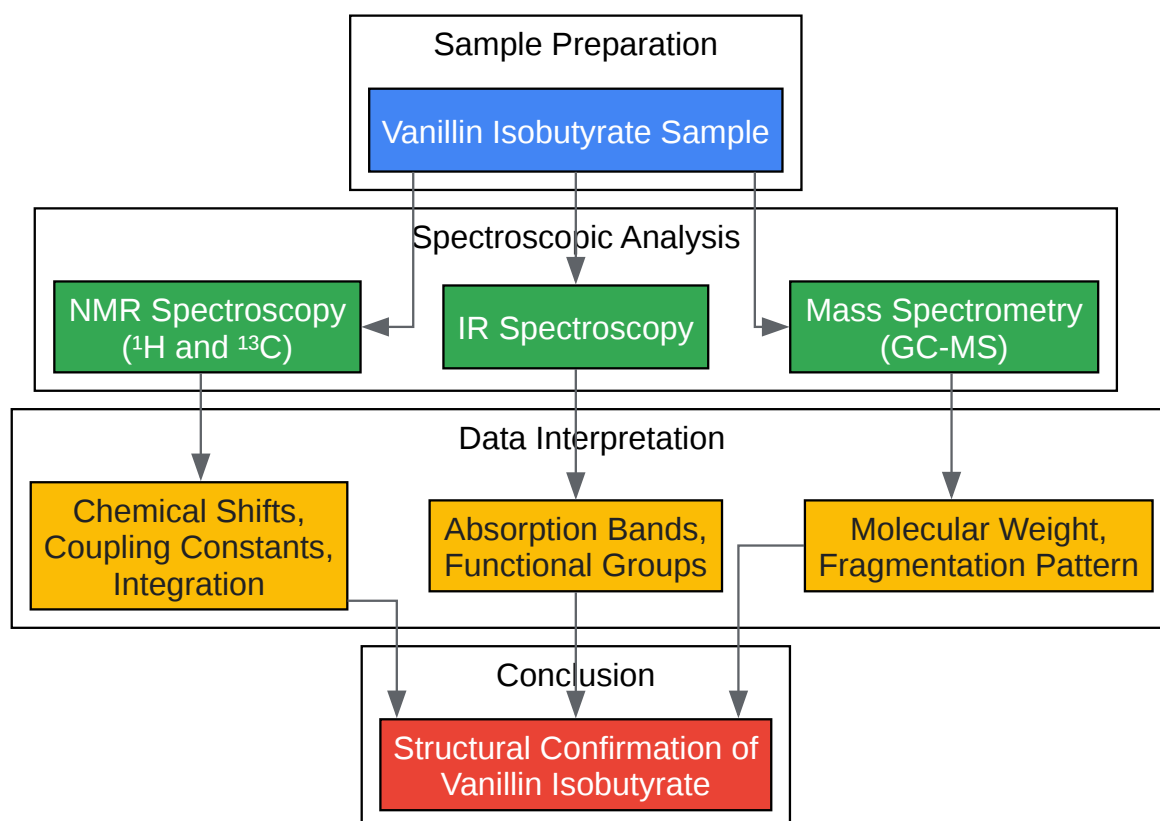 Sample Preparation
Vanillin Isobutyrate Sample
Spectroscopic Analysis
NMR Spectroscopy
(¹H and ¹³C)
IR Spectroscopy
Mass Spectrometry
(GC-MS)
Data Interpretation
Chemical Shifts,
Coupling Constants,
Integration
Absorption Bands,
Functional Groups
Molecular Weight,
Fragmentation Pattern
Conclusion
Structural Confirmation of
Vanillin Isobutyrate